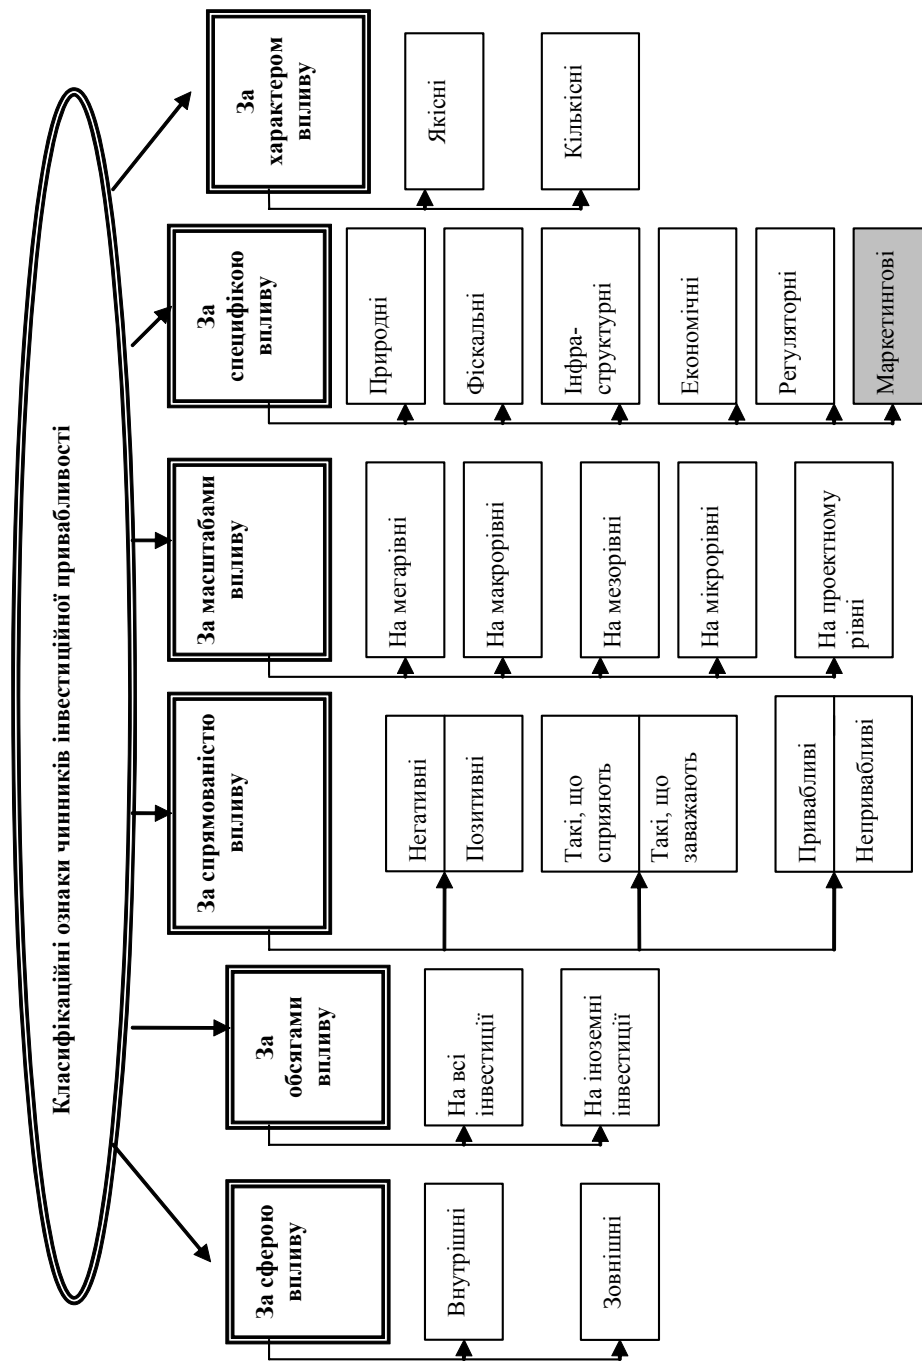 Класифікаційні ознаки чинників інвестиційної привабливості
За сферою
впливу
Внутрішні
Зовнішні
За
обсягами
впливу
На всі
інвестиції
На іноземні
інвестиції
За спрямованістю
впливу
Негативні
Позитивні
Такі, що
сприяють
Такі, що
заважають
Привабливі
Непривабливі
За масштабами
впливу
На мегарівні
На макрорівні
На мезорівні
На мікрорівні
На проектному
рівні
За
специфікою
впливу
Природні
Фіскальні
Інфра-
структурні
Економічні
Регуляторні
Маркетингові
За
характером
впливу
Якісні
Кількісні